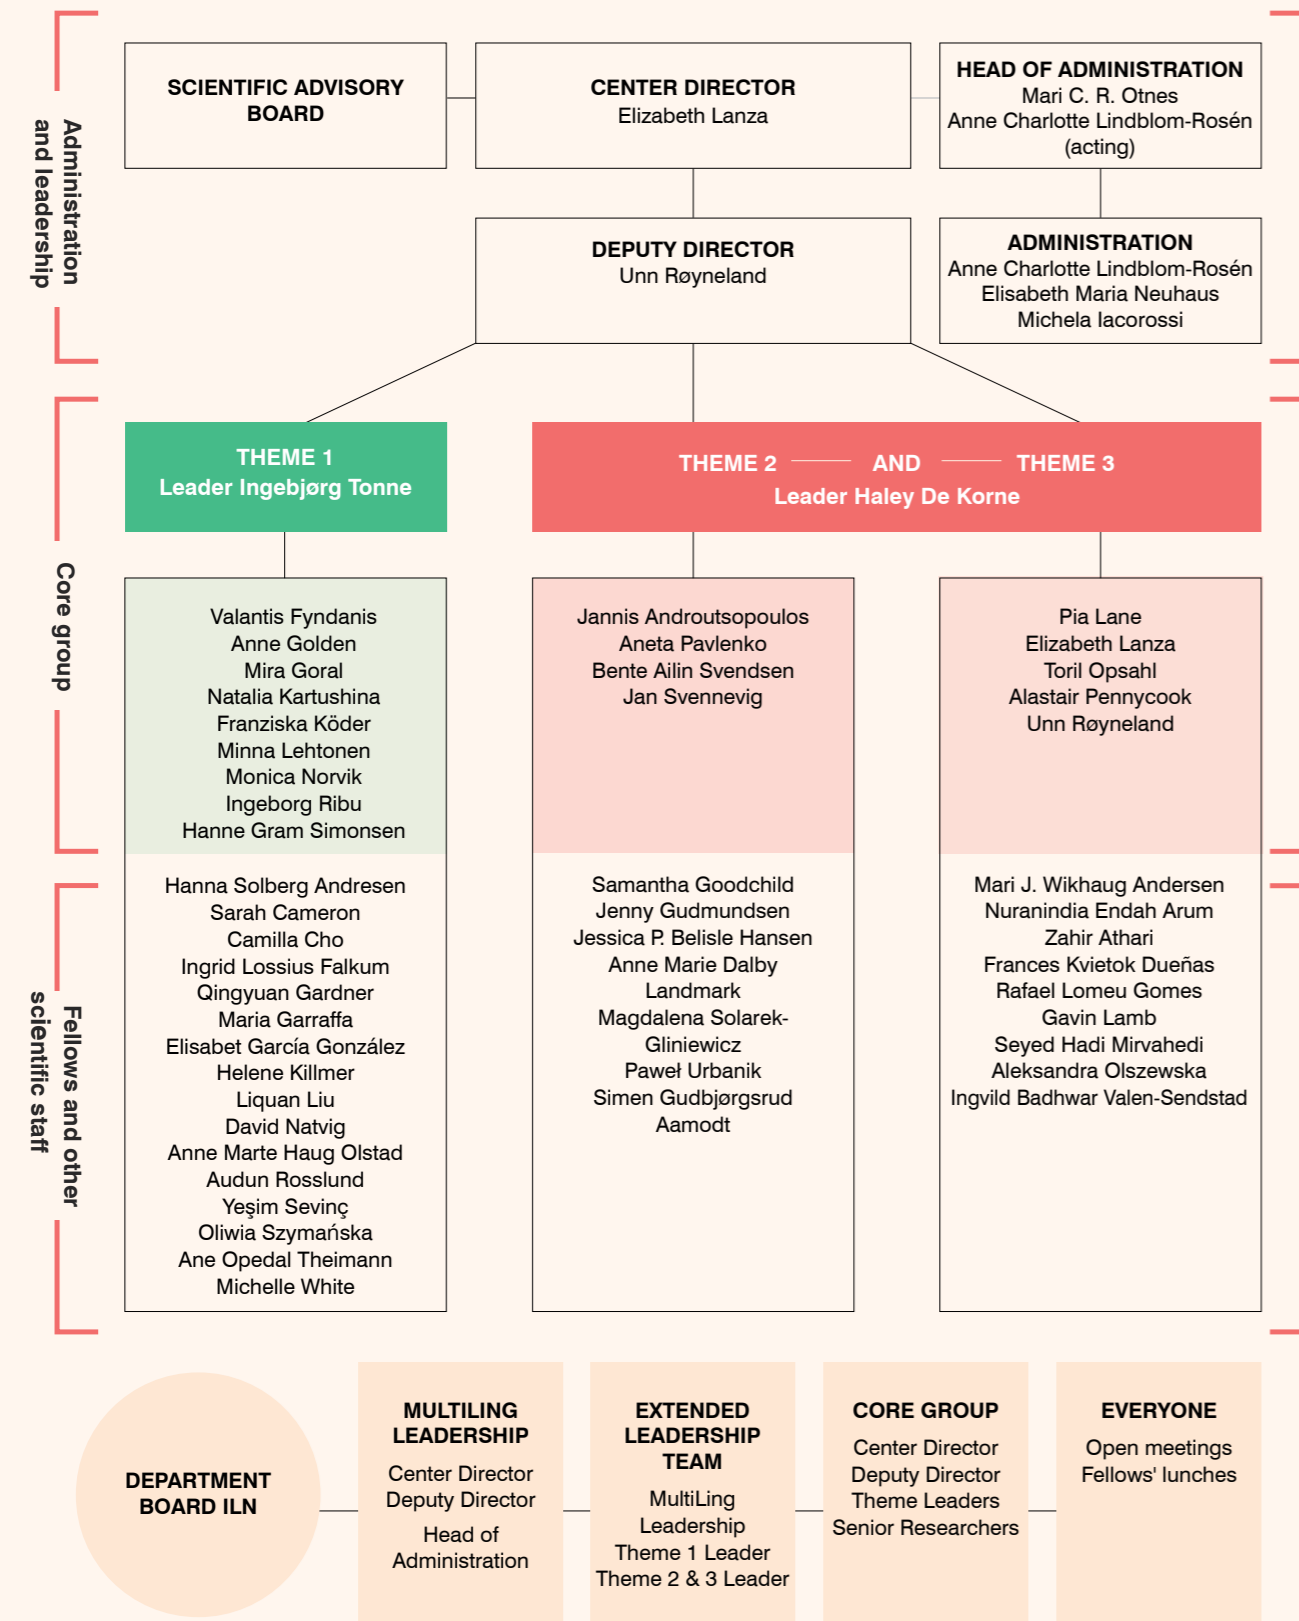 Administration
and leadership
SCIENTIFIC ADVISORY
BOARD
CENTER DIRECTOR
Elizabeth Lanza
HEAD OF ADMINISTRATION
Mari C. R. Otnes
Anne Charlotte Lindblom-Rosén
(acting)
DEPUTY DIRECTOR
Unn Røyneland
ADMINISTRATION
Anne Charlotte Lindblom-Rosén
Elisabeth Maria Neuhaus
Michela Iacorossi
Core group
THEME 1
Leader Ingebjørg Tonne
THEME 2 AND THEME 3
Leader Haley De Korne
Valantis Fyndanis
Anne Golden
Mira Goral
Natalia Kartushina
Franziska Köder
Minna Lehtonen
Monica Norvik
Ingeborg Ribu
Hanne Gram Simonsen
Jannis Androutsopoulos
Aneta Pavlenko
Bente Ailin Svendsen
Jan Svennevig
Pia Lane
Elizabeth Lanza
Toril Opsahl
Alastair Pennycook
Unn Røyneland
Fellows and other
scientific staff
Hanna Solberg Andresen
Sarah Cameron
Camilla Cho
Ingrid Lossius Falkum
Qingyuan Gardner
Maria Garraffa
Elisabet García González
Helene Killmer
Liquan Liu
David Natvig
Anne Marte Haug Olstad
Audun Rosslund
Yeşim Sevinç
Oliwia Szymańska
Ane Opedal Theimann
Michelle White
Samantha Goodchild
Jenny Gudmundsen
Jessica P. Belisle Hansen
Anne Marie Dalby
Landmark
Magdalena Solarek-
Gliniewicz
Paweł Urbanik
Simen Gudbjørgsrud
Aamodt
Mari J. Wikhaug Andersen
Nuranindia Endah Arum
Zahir Athari
Frances Kvietok Dueñas
Rafael Lomeu Gomes
Gavin Lamb
Seyed Hadi Mirvahedi
Aleksandra Olszewska
Ingvild Badhwar Valen-Sendstad
DEPARTMENT
BOARD ILN
MULTILING
LEADERSHIP
Center Director
Deputy Director
Head of
Administration
EXTENDED
LEADERSHIP
TEAM
MultiLing
Leadership
Theme 1 Leader
Theme 2 & 3 Leader
CORE GROUP
Center Director
Deputy Director
Theme Leaders
Senior Researchers
EVERYONE
Open meetings
Fellows' lunches